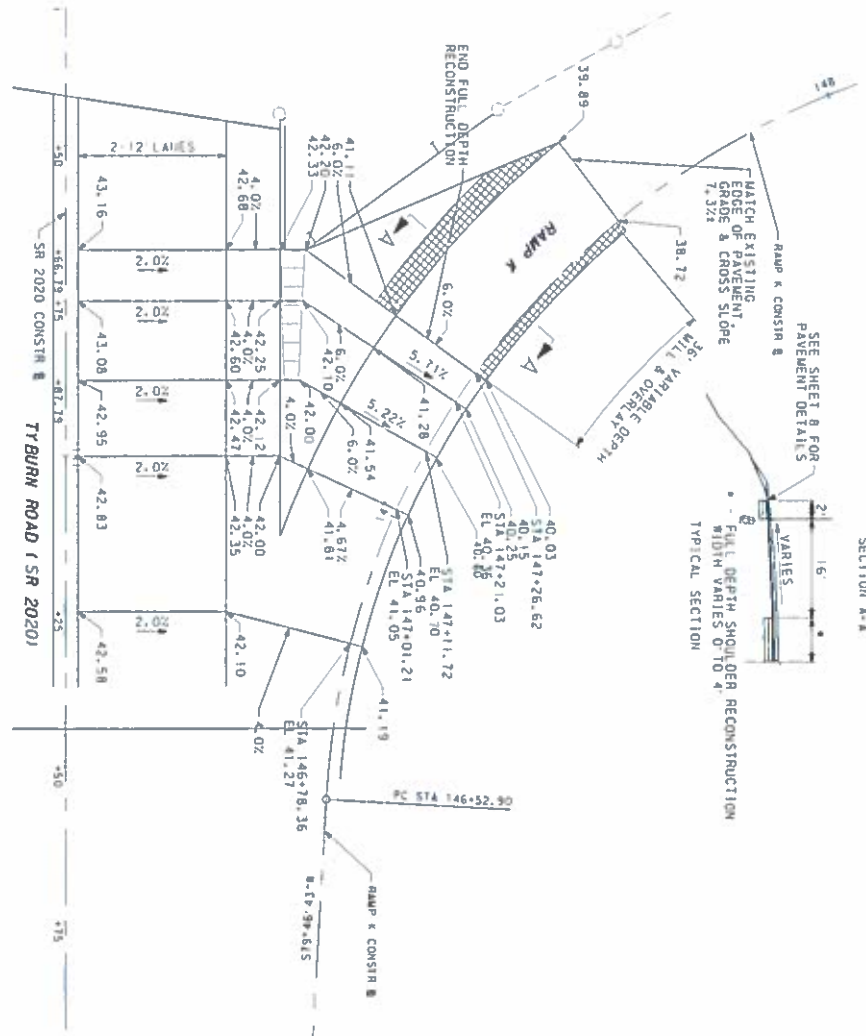 SECTION A-A
SEE SHEET 8 FOR
PAVEMENT DETAILS
2'
16'
*
VARIES
* - FULL DEPTH SHOULDER RECONSTRUCTION
WIDTH VARIES 0' TO 4'
TYPICAL SECTION
148
RAMP K CONSTR ℄
MATCH EXISTING
EDGE OF PAVEMENT,
GRADE & CROSS SLOPE
7.3%±
39.89
38.72
36' VARIABLE DEPTH
MILL & OVERLAY
END FULL DEPTH
RECONSTRUCTION
RAMP K
A
A
41.11
6.0%
42.20
42.33
6.0%
5.71%
40.03
STA 147+26.62
40.15
40.25
STA 147+21.03
EL 40.36
40.60
STA 147+11.72
EL 40.70
40.96
STA 147+01.21
EL 41.05
41.19
STA 146+78.36
EL 41.27
PC STA 146+52.90
RAMP K CONSTR ℄
2-12' LANES
4.0%
42.68
43.16
2.0%
42.25
4.0%
42.60
43.08
2.0%
42.10
6.0%
41.28
42.12
4.0%
42.47
42.95
2.0%
42.00
6.0%
41.54
5.22%
42.00
4.0%
42.35
42.83
2.0%
4.0%
41.61
4.67%
42.10
42.58
2.0%
4.0%
+50
+66.79
+75
+87.79
+25
+50
+75
SR 2020 CONSTR ℄
TYBURN ROAD (SR 2020)